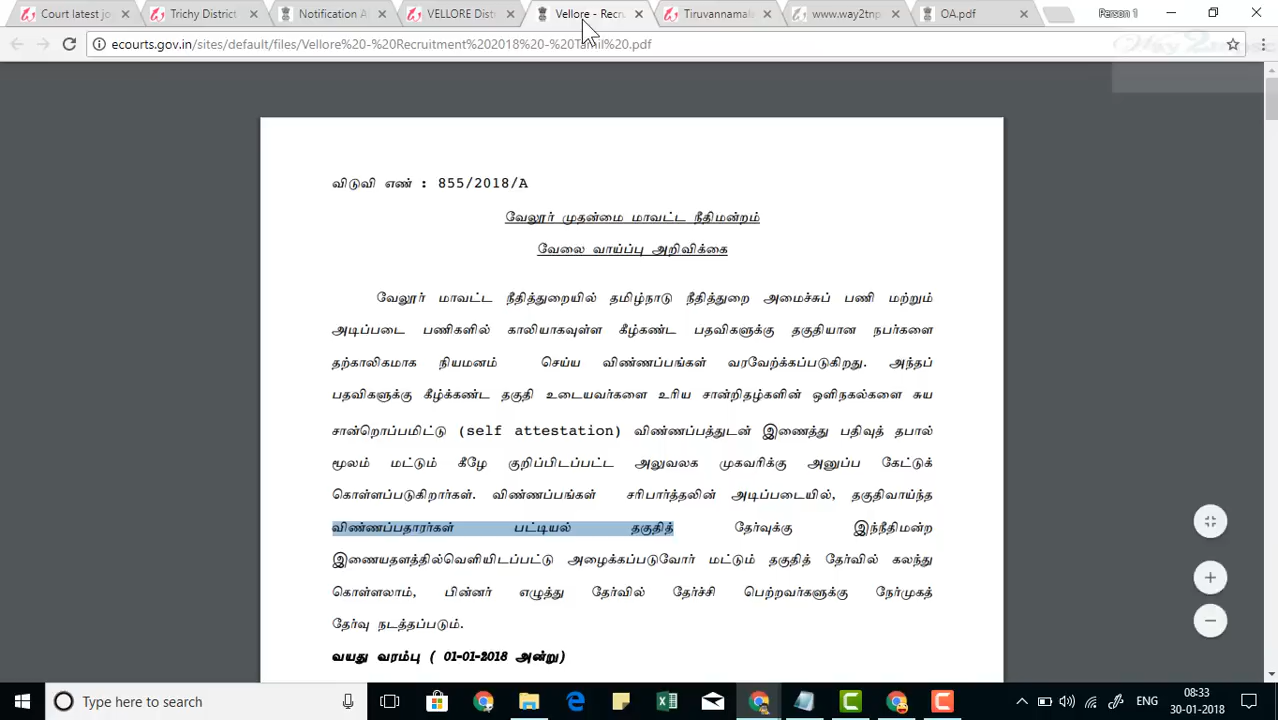 Court latest jo
Trichy District
Notification A
VELLORE Dist
Vellore - Recru
Tiruvannamala
www.way2tnp
OA.pdf
Person 1
ecourts.gov.in/sites/default/files/Vellore%20-%20Recruitment%202018%20-%20Tamil%20.pdf
விடுவி எண் : 855/2018/A
வேலூர் முதன்மை மாவட்ட நீதிமன்றம்
வேலை வாய்ப்பு அறிவிக்கை
வேலூர் மாவட்ட நீதித்துறையில் தமிழ்நாடு நீதித்துறை அமைச்சுப் பணி மற்றும்
அடிப்படை பணிகளில் காலியாகவுள்ள கீழ்கண்ட பதவிகளுக்கு தகுதியான நபர்களை
தற்காலிகமாக நியமனம் செய்ய விண்ணப்பங்கள் வரவேற்க்கப்படுகிறது. அந்தப்
பதவிகளுக்கு கீழ்க்கண்ட தகுதி உடையவர்களை உரிய சான்றிதழ்களின் ஒளிநகல்களை சுய
சான்றொப்பமிட்டு (self attestation) விண்ணப்பத்துடன் இணைத்து பதிவுத் தபால்
மூலம் மட்டும் கீழே குறிப்பிடப்பட்ட அலுவலக முகவரிக்கு அனுப்ப கேட்டுக்
கொள்ளப்படுகிறார்கள். விண்ணப்பங்கள் சரிபார்த்தலின் அடிப்படையில், தகுதிவாய்ந்த
விண்ணப்பதாரர்கள் பட்டியல் தகுதித் தேர்வுக்கு இந்நீதிமன்ற
இணையதளத்தில்வெளியிடப்பட்டு அழைக்கப்படுவோர் மட்டும் தகுதித் தேர்வில் கலந்து
கொள்ளலாம், பின்னர் எழுத்து தேர்வில் தேர்ச்சி பெற்றவர்களுக்கு நேர்முகத்
தேர்வு நடத்தப்படும்.
வயது வரம்பு ( 01-01-2018 அன்று)
Type here to search
ENG
08:33
30-01-2018